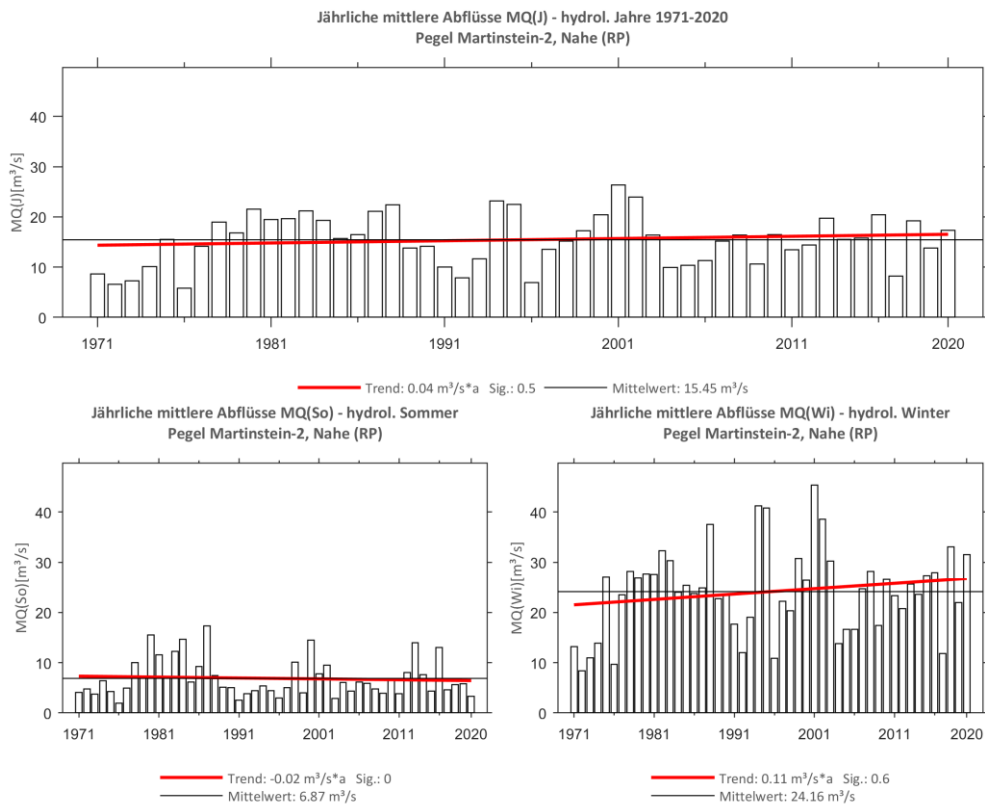 Jährliche mittlere Abflüsse MQ(J) - hydrol. Jahre 1971-2020
Pegel Martinstein-2, Nahe (RP)
MQ(J)[m³/s]
40
30
20
10
0
1971 1981 1991 2001 2011 2020
Trend: 0.04 m³/s*a Sig.: 0.5 Mittelwert: 15.45 m³/s
Jährliche mittlere Abflüsse MQ(So) - hydrol. Sommer
Pegel Martinstein-2, Nahe (RP)
MQ(So)[m³/s]
40
30
20
10
0
1971 1981 1991 2001 2011 2020
Trend: -0.02 m³/s*a Sig.: 0
Mittelwert: 6.87 m³/s
Jährliche mittlere Abflüsse MQ(Wi) - hydrol. Winter
Pegel Martinstein-2, Nahe (RP)
MQ(Wi)[m³/s]
40
30
20
10
0
1971 1981 1991 2001 2011 2020
Trend: 0.11 m³/s*a Sig.: 0.6
Mittelwert: 24.16 m³/s